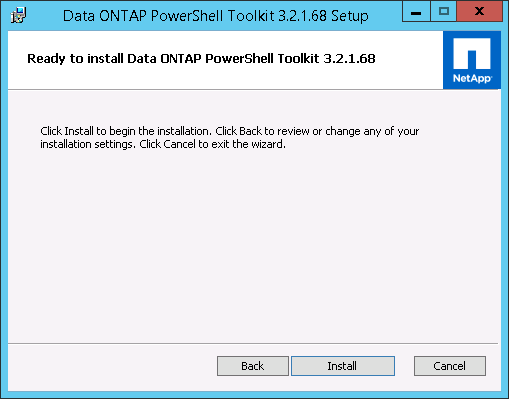 Data ONTAP PowerShell Toolkit 3.2.1.68 Setup
Ready to install Data ONTAP PowerShell Toolkit 3.2.1.68
NetApp
Click Install to begin the installation. Click Back to review or change any of your
installation settings. Click Cancel to exit the wizard.
Back
Install
Cancel